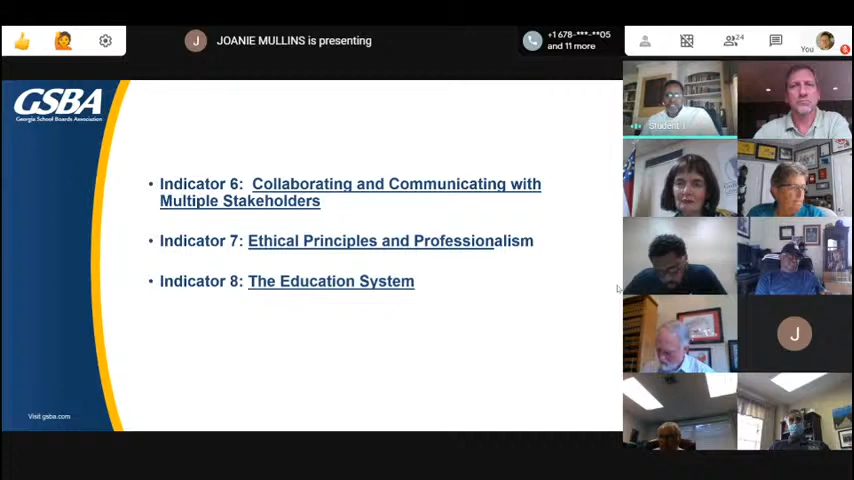 JOANIE MULLINS is presenting
+1 678-***-**05
and 11 more
24
You
GSBA
Georgia School Boards Association
• Indicator 6: Collaborating and Communicating with
Multiple Stakeholders
• Indicator 7: Ethical Principles and Professionalism
• Indicator 8: The Education System
Visit gsba.com
J
Student 1
J